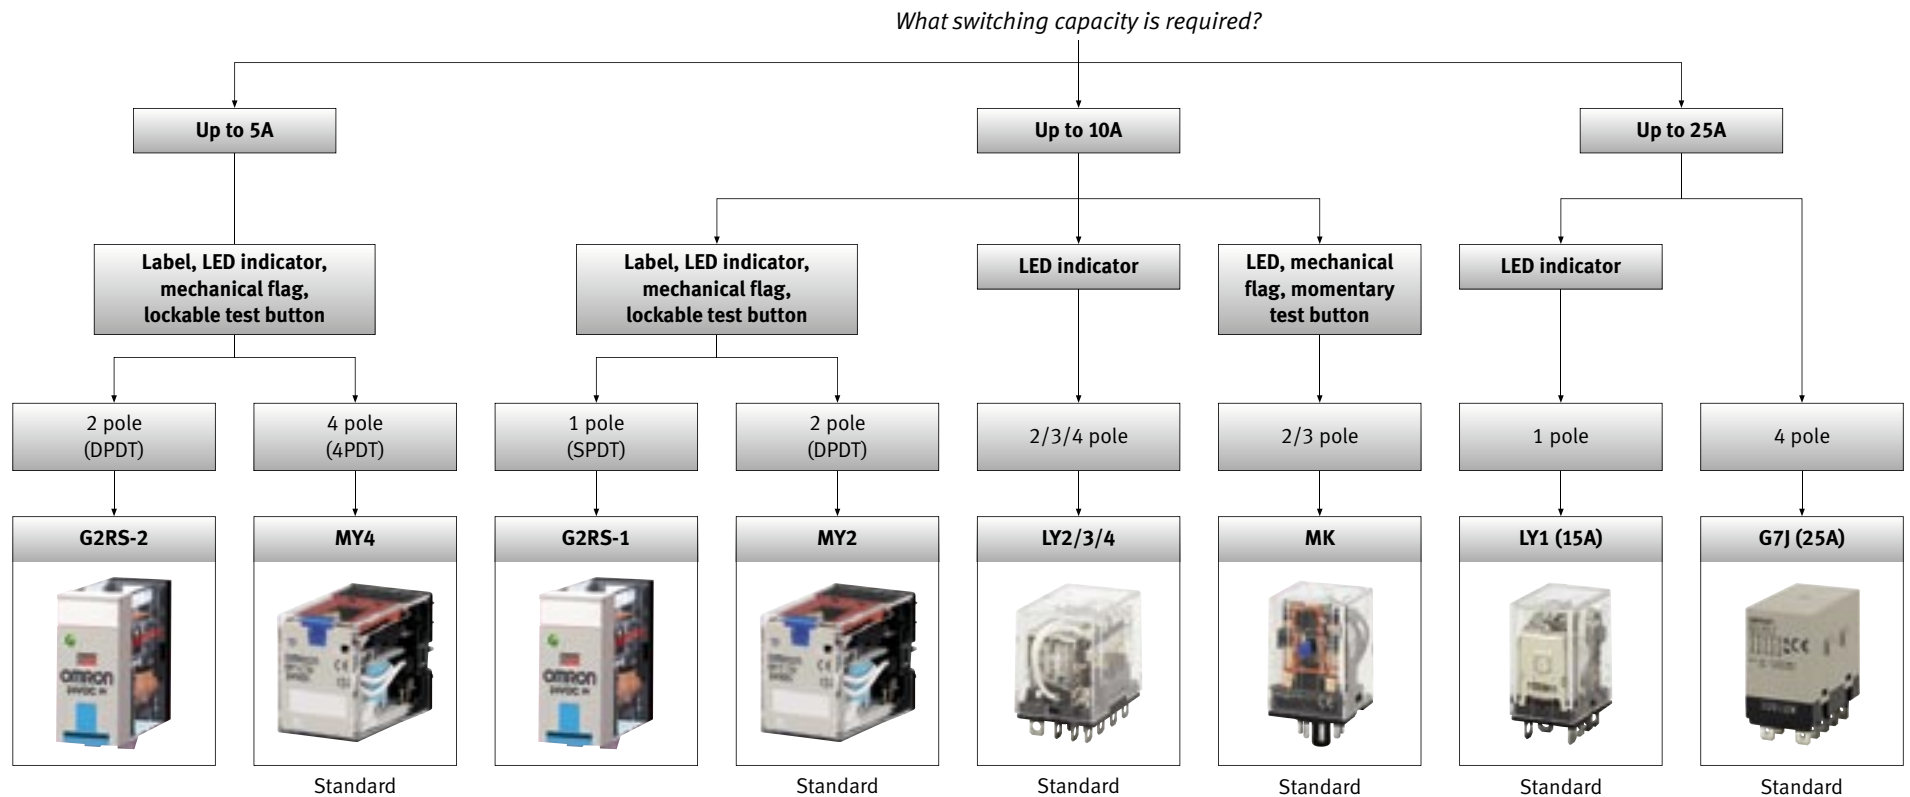 What switching capacity is required?
Up to 5A
Up to 10A
Up to 25A
Label, LED indicator,
mechanical flag,
lockable test button
Label, LED indicator,
mechanical flag,
lockable test button
LED indicator
LED, mechanical
flag, momentary
test button
LED indicator
2 pole
(DPDT)
4 pole
(4PDT)
1 pole
(SPDT)
2 pole
(DPDT)
2/3/4 pole
2/3 pole
1 pole
4 pole
G2RS-2
MY4
G2RS-1
MY2
LY2/3/4
MK
LY1 (15A)
G7J (25A)
OMRON
24VDC
OMRON
24VDC
Standard
Standard
Standard
Standard
Standard
Standard